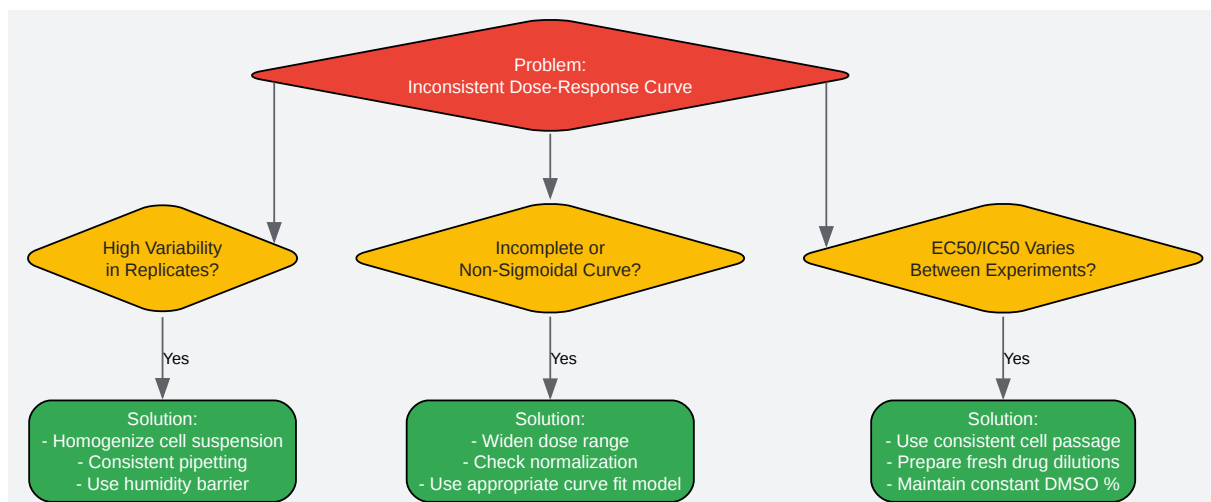 Problem:
Inconsistent Dose-Response Curve
High Variability
in Replicates?
Incomplete or
Non-Sigmoidal Curve?
EC50/IC50 Varies
Between Experiments?
Yes
Yes
Yes
Solution:
- Homogenize cell suspension
- Consistent pipetting
- Use humidity barrier
Solution:
- Widen dose range
- Check normalization
- Use appropriate curve fit model
Solution:
- Use consistent cell passage
- Prepare fresh drug dilutions
- Maintain constant DMSO %